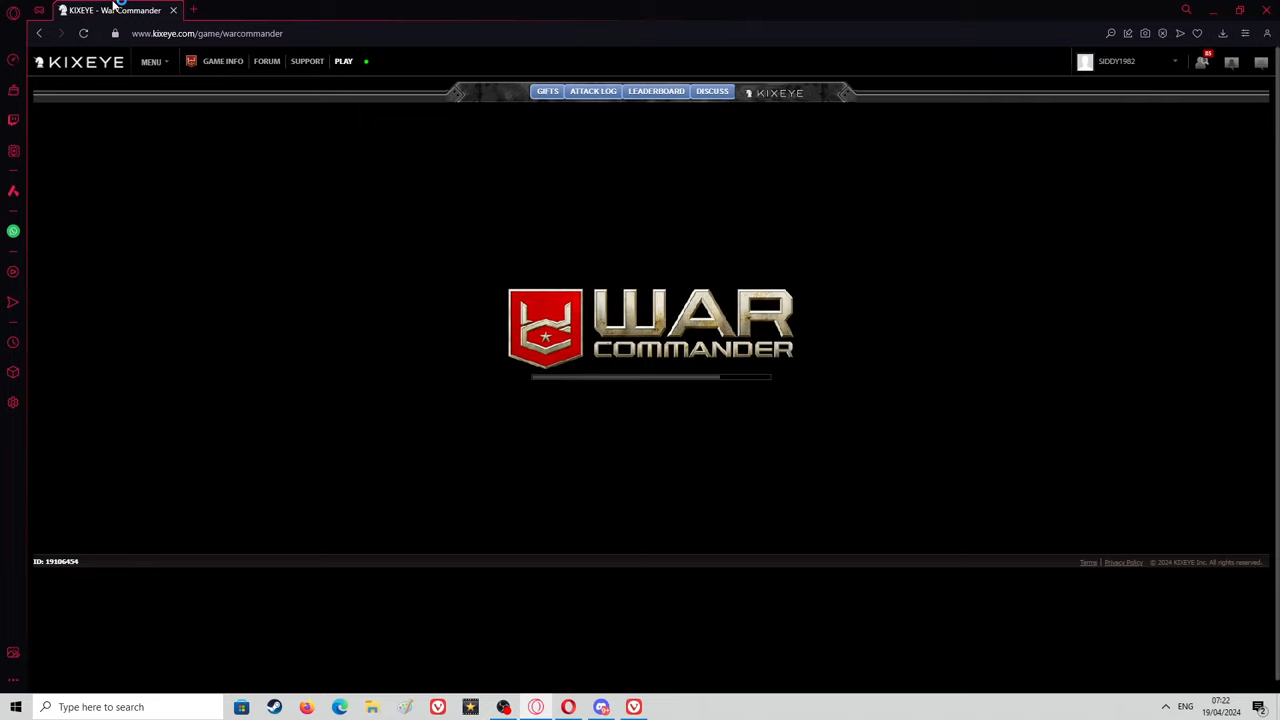 KIXEYE - War Commander
www.kixeye.com/game/warcommander
KIXEYE
MENU
GAME INFO
FORUM
SUPPORT
PLAY
SIDDY1982
85
GIFTS
ATTACK LOG
LEADERBOARD
DISCUSS
KIXEYE
WAR
COMMANDER
ID: 19106454
Terms | Privacy Policy © 2024 KIXEYE Inc. All rights reserved.
Type here to search
ENG
07:22
19/04/2024
2